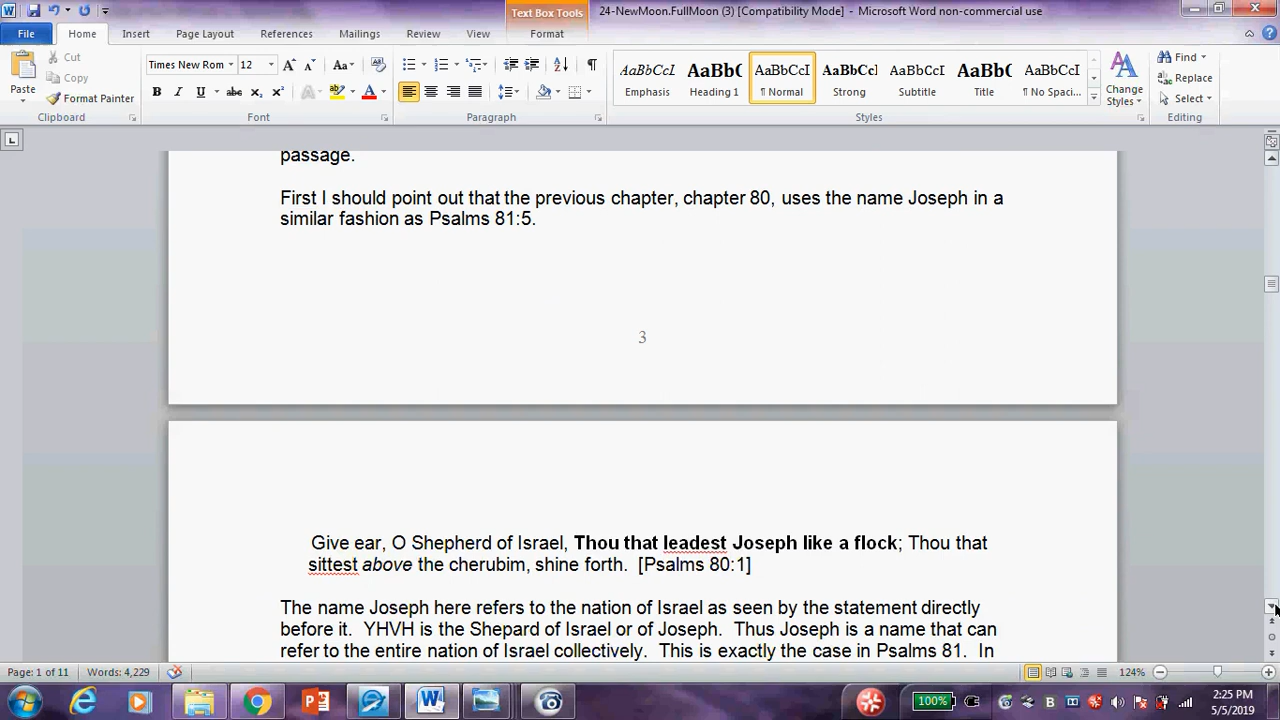 Text Box Tools
24-NewMoon.FullMoon (3) [Compatibility Mode] - Microsoft Word non-commercial use
File Home Insert Page Layout References Mailings Review View Format
Paste
Cut
Copy
Format Painter
Clipboard
Times New Rom 12
Font
Paragraph
AaBbCcI Emphasis
AaBb( Heading 1
AaBbCcI ¶ Normal
AaBbCc Strong
AaBbCcI Subtitle
AaB( Title
AaBbCcI ¶ No Spaci...
Styles
Change Styles
Find
Replace
Select
Editing
passage.
First I should point out that the previous chapter, chapter 80, uses the name Joseph in a
similar fashion as Psalms 81:5.
3
Give ear, O Shepherd of Israel, Thou that leadest Joseph like a flock; Thou that
sittest above the cherubim, shine forth. [Psalms 80:1]
The name Joseph here refers to the nation of Israel as seen by the statement directly
before it. YHVH is the Shepard of Israel or of Joseph. Thus Joseph is a name that can
refer to the entire nation of Israel collectively. This is exactly the case in Psalms 81. In
Page: 1 of 11 Words: 4,229 124%
100% 2:25 PM
5/5/2019